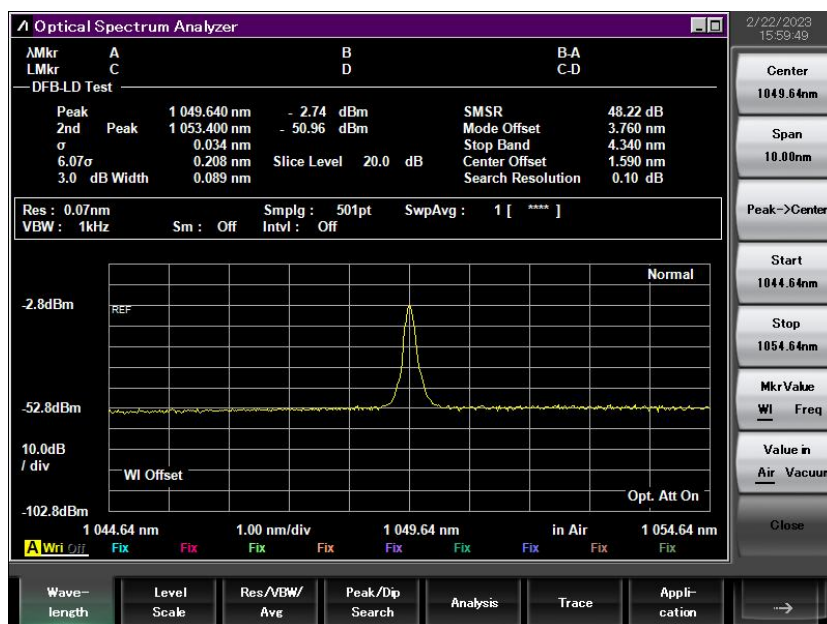 Optical Spectrum Analyzer
2/22/2023
15:59:49
λMkr A B B-A
LMkr C D C-D
DFB-LD Test
Peak 1 049.640 nm - 2.74 dBm SMSR 48.22 dB
2nd Peak 1 053.400 nm - 50.96 dBm Mode Offset 3.760 nm
σ 0.034 nm Stop Band 4.340 nm
6.07σ 0.208 nm Slice Level 20.0 dB Center Offset 1.590 nm
3.0 dB Width 0.089 nm Search Resolution 0.10 dB
Res : 0.07nm Smplg : 501pt SwpAvg : 1 [ **** ]
VBW : 1kHz Sm : Off Intvl : Off
Normal
-2.8dBm
REF
-52.8dBm
10.0dB
/ div
Wl Offset
Opt. Att On
-102.8dBm
1 044.64 nm 1.00 nm/div 1 049.64 nm in Air 1 054.64 nm
A Wri Off Fix Fix Fix Fix Fix Fix Fix Fix Fix
Center
1049.64nm
Span
10.00nm
Peak->Center
Start
1044.64nm
Stop
1054.64nm
MkrValue
Wl Freq
Value in
Air Vacuur
Close
Wave-
length
Level
Scale
Res/VBW/
Avg
Peak/Dip
Search
Analysis
Trace
Appli-
cation